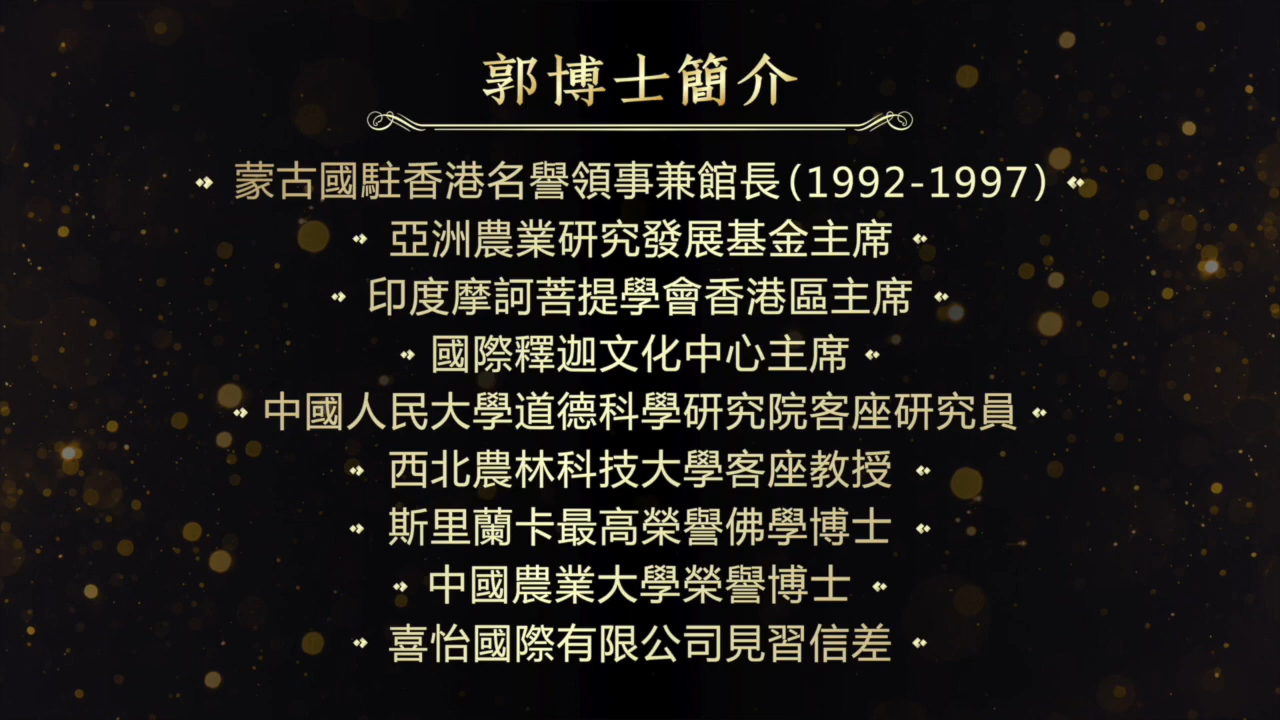 郭博士簡介
蒙古國駐香港名譽領事兼館長(1992-1997)
亞洲農業研究發展基金主席
印度摩訶菩提學會香港區主席
國際釋迦文化中心主席
中國人民大學道德科學研究院客座研究員
西北農林科技大學客座教授
斯里蘭卡最高榮譽佛學博士
中國農業大學榮譽博士
喜怡國際有限公司見習信差